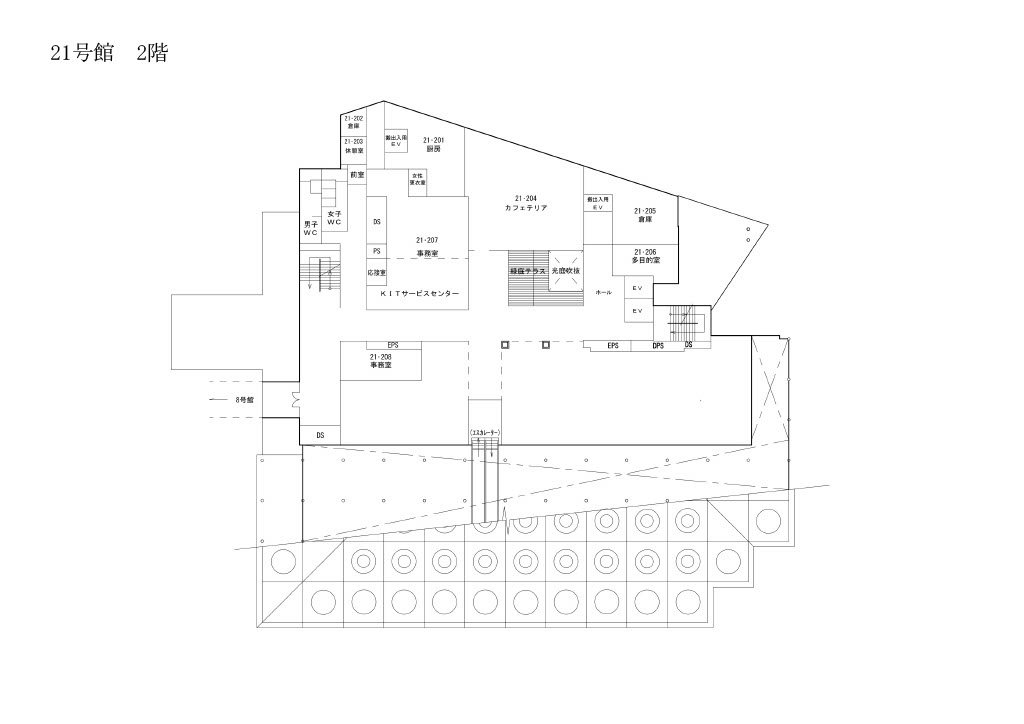 21号館　2階
21-202
倉庫
21-203
休憩室
前室
搬出入用
EV
21-201
厨房
女性
更衣室
女子
WC
男子
WC
DS
PS
応接室
21-207
事務室
KITサービスセンター
21-204
カフェテリア
搬出入用
EV
21-205
倉庫
21-206
多目的室
緑庭テラス
光庭吹抜
ホール
EV
EV
EPS
21-208
事務室
EPS
DPS
DS
8号館
DS
(エスカレーター)